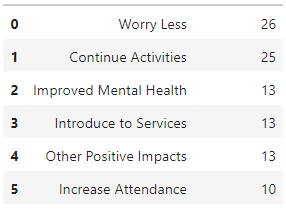 0 Worry Less 26
1 Continue Activities 25
2 Improved Mental Health 13
3 Introduce to Services 13
4 Other Positive Impacts 13
5 Increase Attendance 10